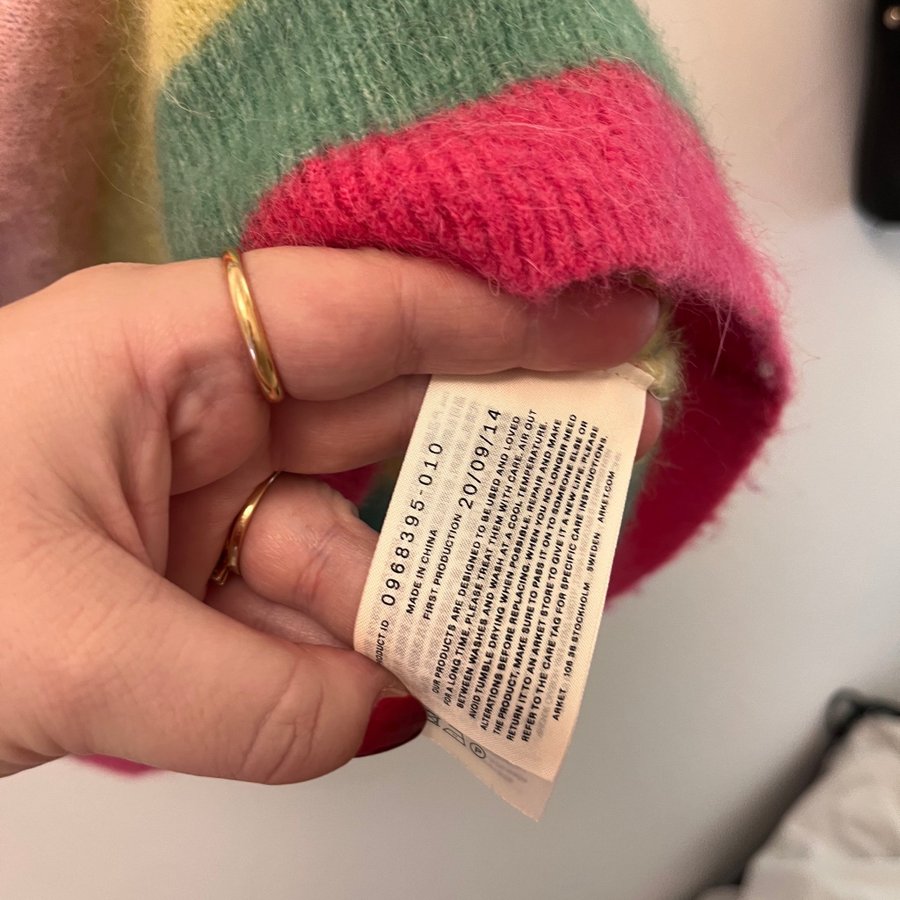 UCT ID
0968395-010
MADE IN CHINA
FIRST PRODUCTION 20/09/14
OUR PRODUCTS ARE DESIGNED TO BE USED AND LOVED
FOR A LONG TIME. PLEASE TREAT THEM WITH CARE. AIR OUT
BETWEEN WASHES AND WASH AT A COOL TEMPERATURE.
AVOID TUMBLE DRYING WHEN POSSIBLE. REPAIR AND MAKE
ALTERATIONS BEFORE REPLACING. WHEN YOU NO LONGER NEED
THE PRODUCT, MAKE SURE TO PASS IT ON TO SOMEONE ELSE OR
RETURN IT TO AN ARKET STORE TO GIVE IT A NEW LIFE. PLEASE
REFER TO THE CARE TAG FOR SPECIFIC CARE INSTRUCTIONS.
ARKET 106 38 STOCKHOLM SWEDEN ARKET.COM